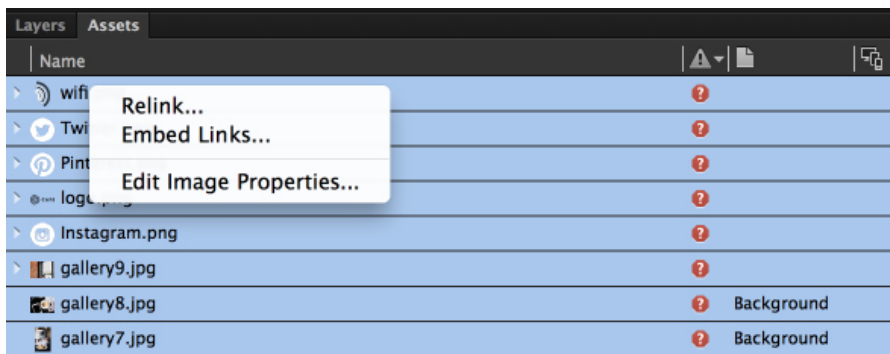 Layers Assets
Name
wifi
Relink...
Twi
Embed Links...
Pint
Edit Image Properties...
logo.png
Instagram.png
gallery9.jpg
gallery8.jpg Background
gallery7.jpg Background